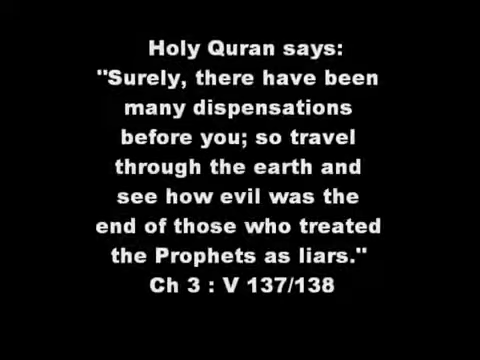 Holy Quran says:
"Surely, there have been
many dispensations
before you; so travel
through the earth and
see how evil was the
end of those who treated
the Prophets as liars."
Ch 3 : V 137/138